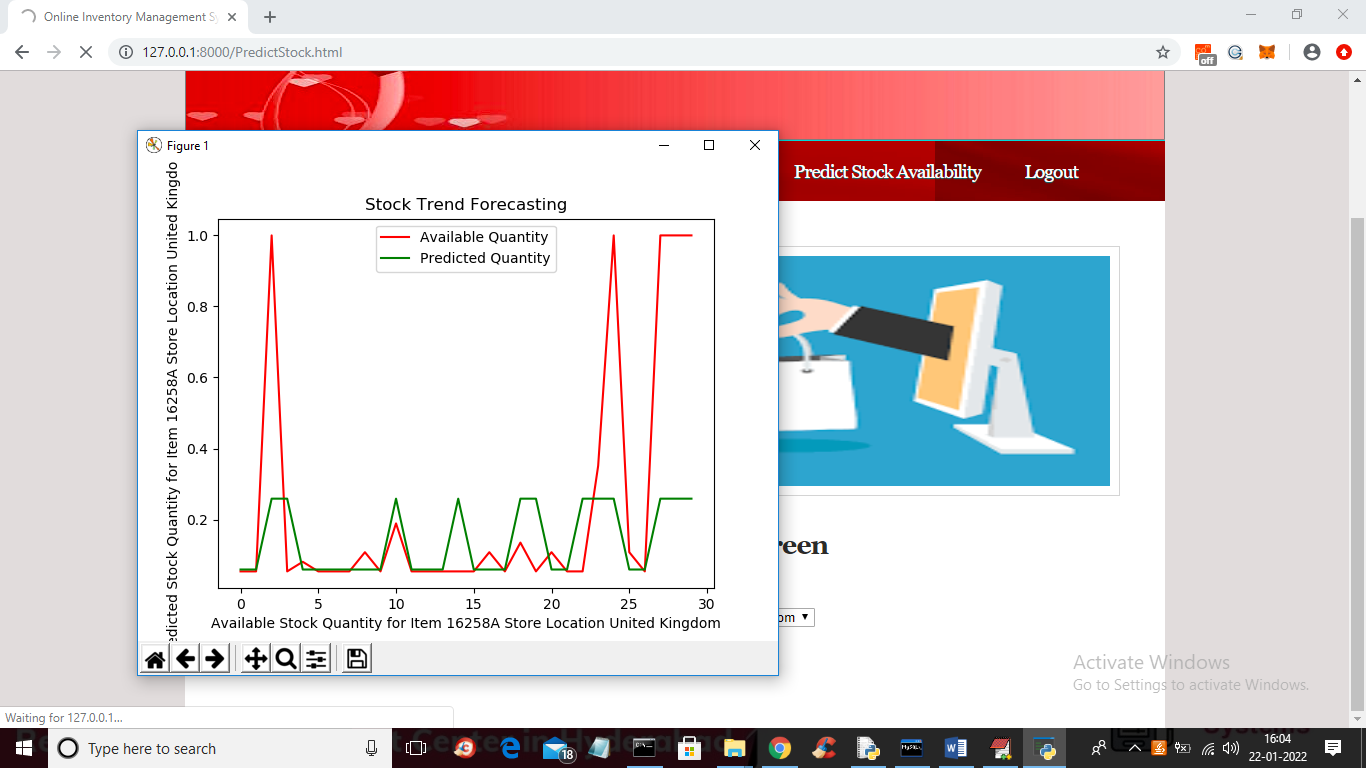 Online Inventory Management Sy
127.0.0.1:8000/PredictStock.html
off
Figure 1
Predict Stock Availability
Logout
Stock Trend Forecasting
Available Quantity
Predicted Quantity
1.0
0.8
0.6
0.4
0.2
0
5
10
15
20
25
30
edicted Stock Quantity for Item 16258A Store Location United Kingdo
Available Stock Quantity for Item 16258A Store Location United Kingdom
reen
om
Activate Windows
Go to Settings to activate Windows.
Waiting for 127.0.0.1...
Type here to search
18
MySQL
16:04
22-01-2022